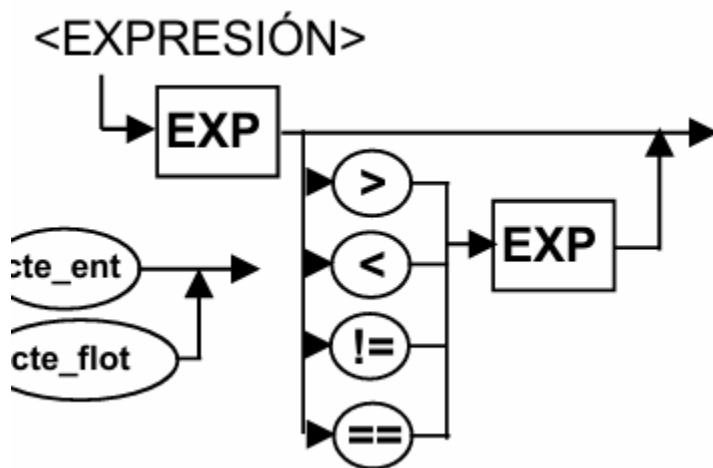 <EXPRESIÓN>
EXP
>
<
EXP
cte_ent
!=
cte_flot
==